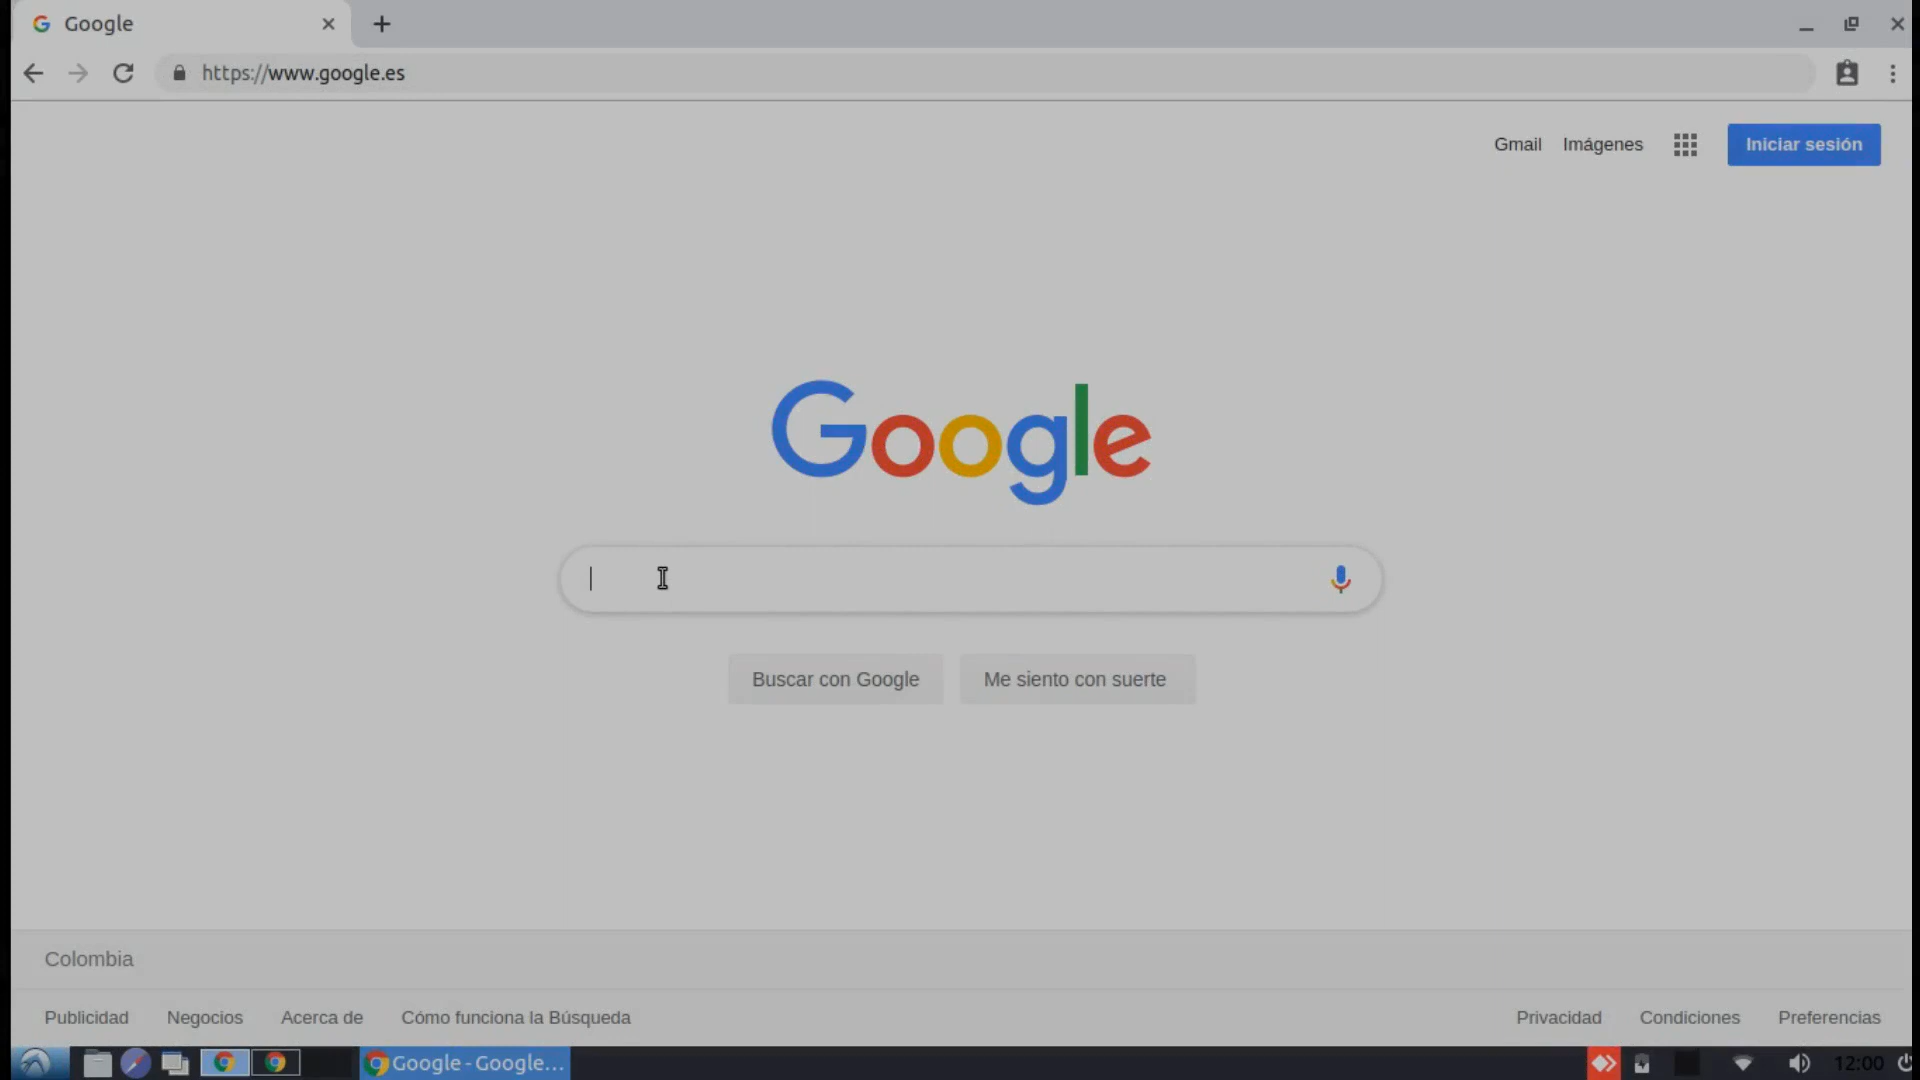 Google
https://www.google.es
Gmail Imágenes Iniciar sesión
Google
Buscar con Google Me siento con suerte
Colombia
Publicidad Negocios Acerca de Cómo funciona la Búsqueda Privacidad Condiciones Preferencias
Google - Google... 12:00